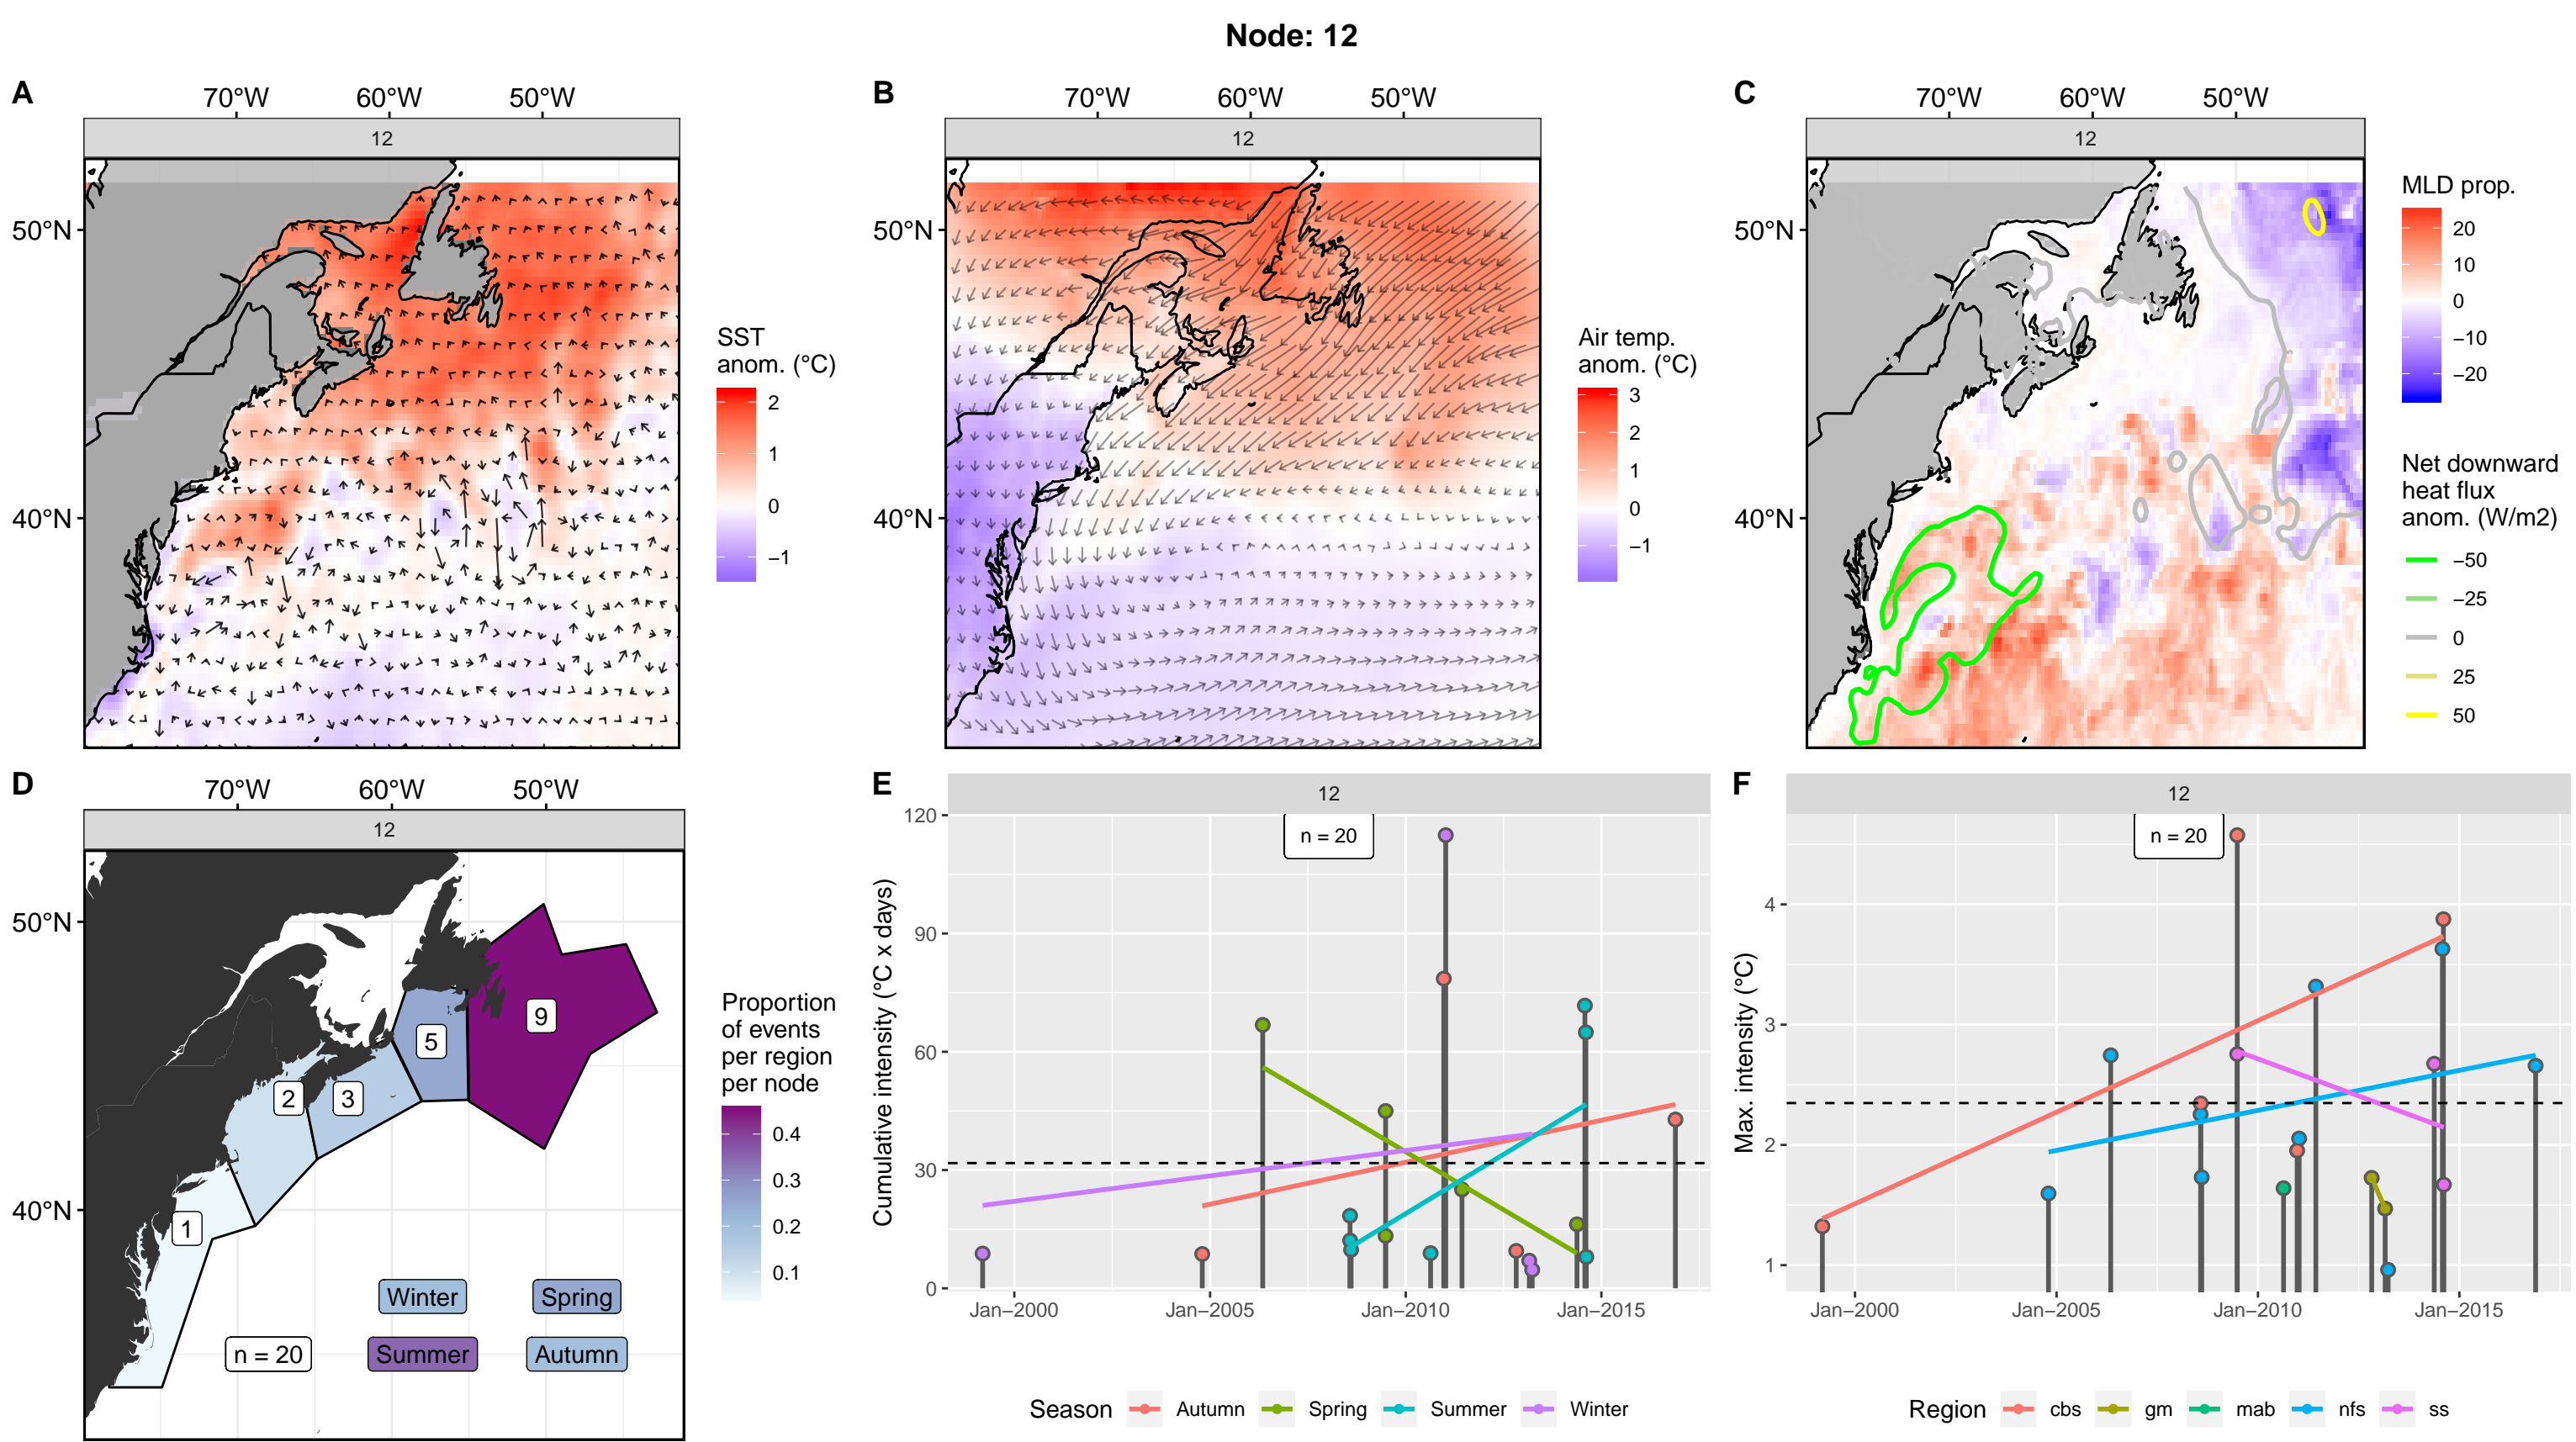 Node: 12
A
70°W 60°W 50°W
12
50°N
40°N
SST
anom. (°C)
2
1
0
−1
B
70°W 60°W 50°W
12
50°N
40°N
Air temp.
anom. (°C)
3
2
1
0
−1
C
70°W 60°W 50°W
12
50°N
40°N
MLD prop.
20
10
0
−10
−20
Net downward
heat flux
anom. (W/m2)
−50
−25
0
25
50
D
70°W 60°W 50°W
12
50°N
40°N
9
5
3
2
1
Winter Spring
n = 20 Summer Autumn
Proportion
of events
per region
per node
0.4
0.3
0.2
0.1
E
12
n = 20
Cumulative intensity (°C x days)
120
90
60
30
0
Jan−2000 Jan−2005 Jan−2010 Jan−2015
Season Autumn Spring Summer Winter
F
12
n = 20
Max. intensity (°C)
4
3
2
1
Jan−2000 Jan−2005 Jan−2010 Jan−2015
Region cbs gm mab nfs ss